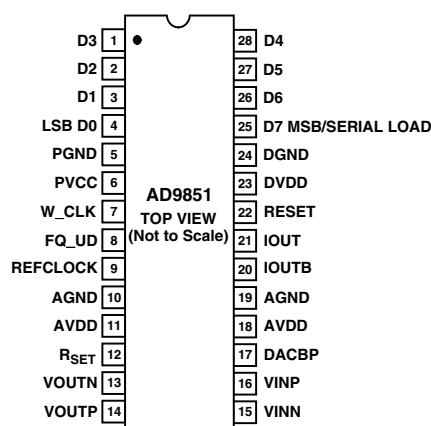 D3 1 28 D4
D2 2 27 D5
D1 3 26 D6
LSB D0 4 25 D7 MSB/SERIAL LOAD
PGND 5 24 DGND
PVCC 6 23 DVDD
AD9851
W_CLK 7 22 RESET
TOP VIEW
(Not to Scale)
FQ_UD 8 21 IOUT
REFCLOCK 9 20 IOUTB
AGND 10 19 AGND
AVDD 11 18 AVDD
RSET 12 17 DACBP
VOUTN 13 16 VINP
VOUTP 14 15 VINN